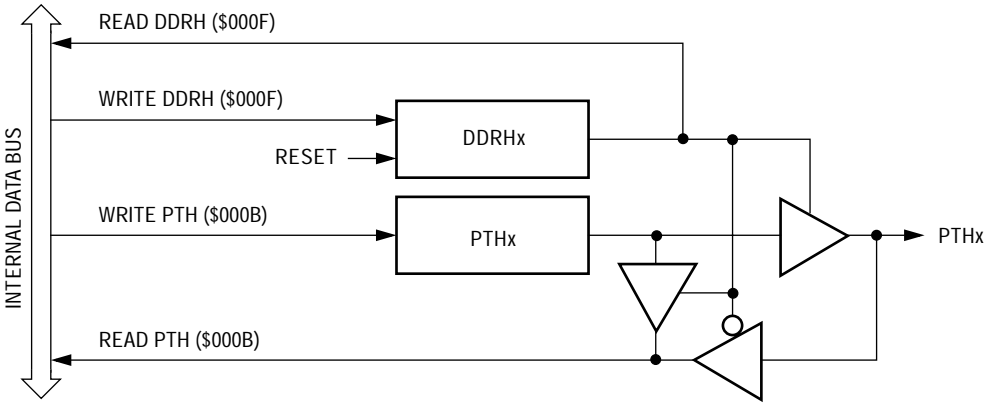 READ DDRH ($000F)
WRITE DDRH ($000F)
DDRHx
RESET
WRITE PTH ($000B)
PTHx
PTHx
READ PTH ($000B)
INTERNAL DATA BUS